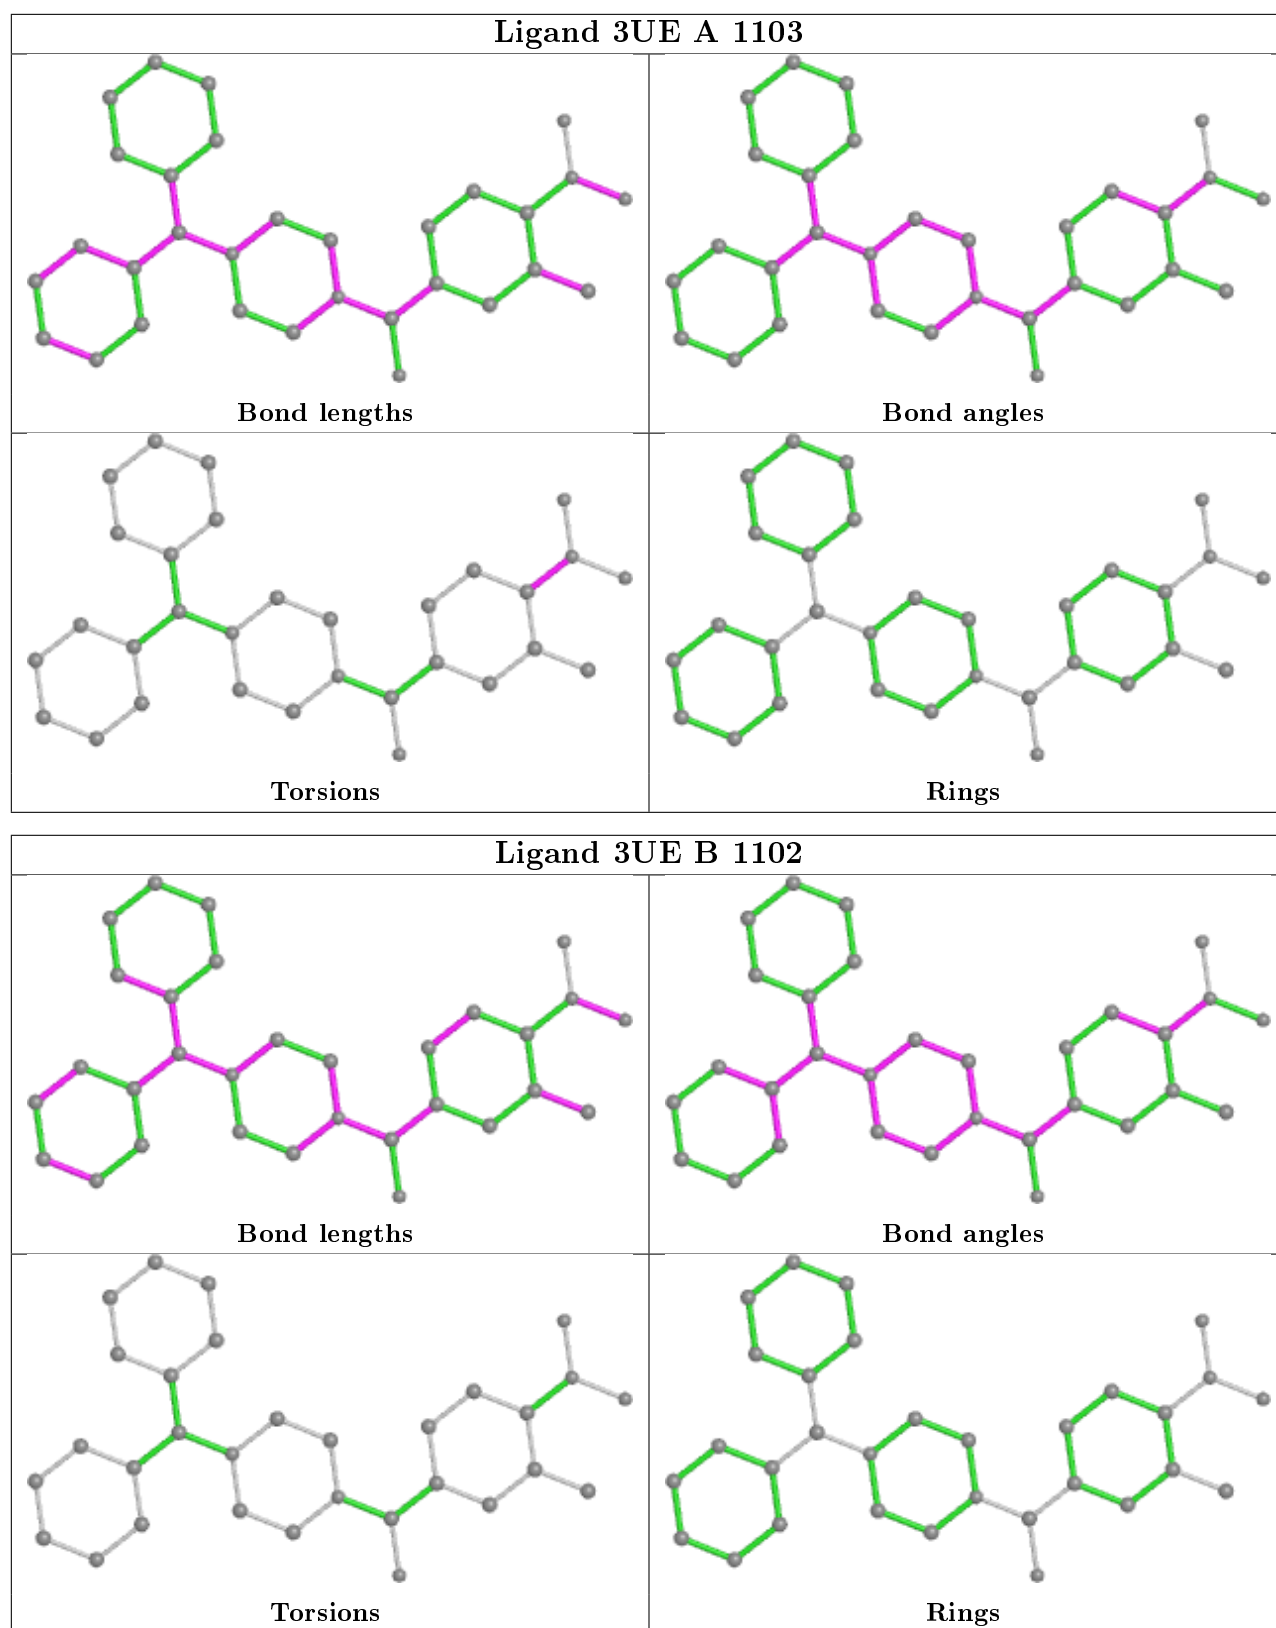 Ligand 3UE A 1103
Bond lengths
Bond angles
Torsions
Rings
Ligand 3UE B 1102
Bond lengths
Bond angles
Torsions
Rings